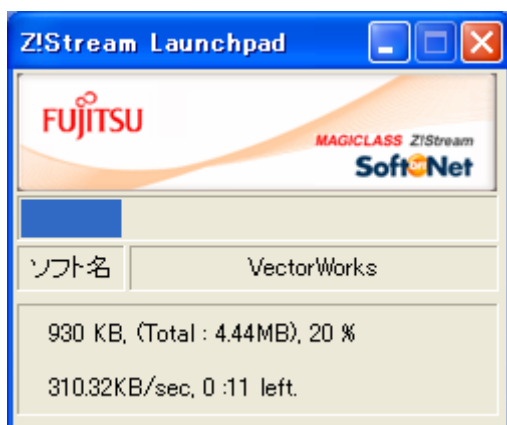 Z!Stream Launchpad
FUJITSU
MAGICLASS Z!Stream
SoftonNet
ソフト名 VectorWorks
930 KB, (Total : 4.44MB), 20 %
310.32KB/sec, 0 :11 left.